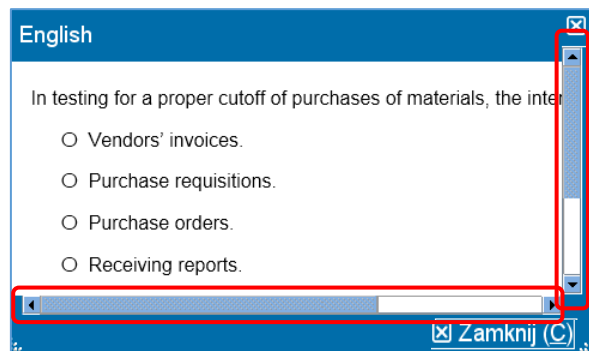 English
In testing for a proper cutoff of purchases of materials, the
Vendors’ invoices.
Purchase requisitions.
Purchase orders.
Receiving reports.
Zamknij (C)